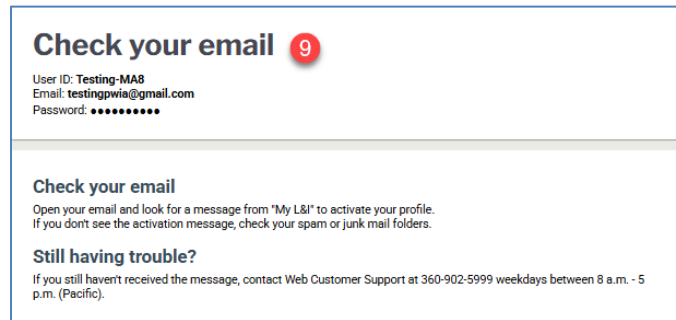 Check your email 9
User ID: Testing-MA8
Email: testingpwia@gmail.com
Password: ●●●●●●●●●●
Check your email
Open your email and look for a message from "My L&I" to activate your profile.
If you don't see the activation message, check your spam or junk mail folders.
Still having trouble?
If you still haven't received the message, contact Web Customer Support at 360-902-5999 weekdays between 8 a.m. - 5
p.m. (Pacific).